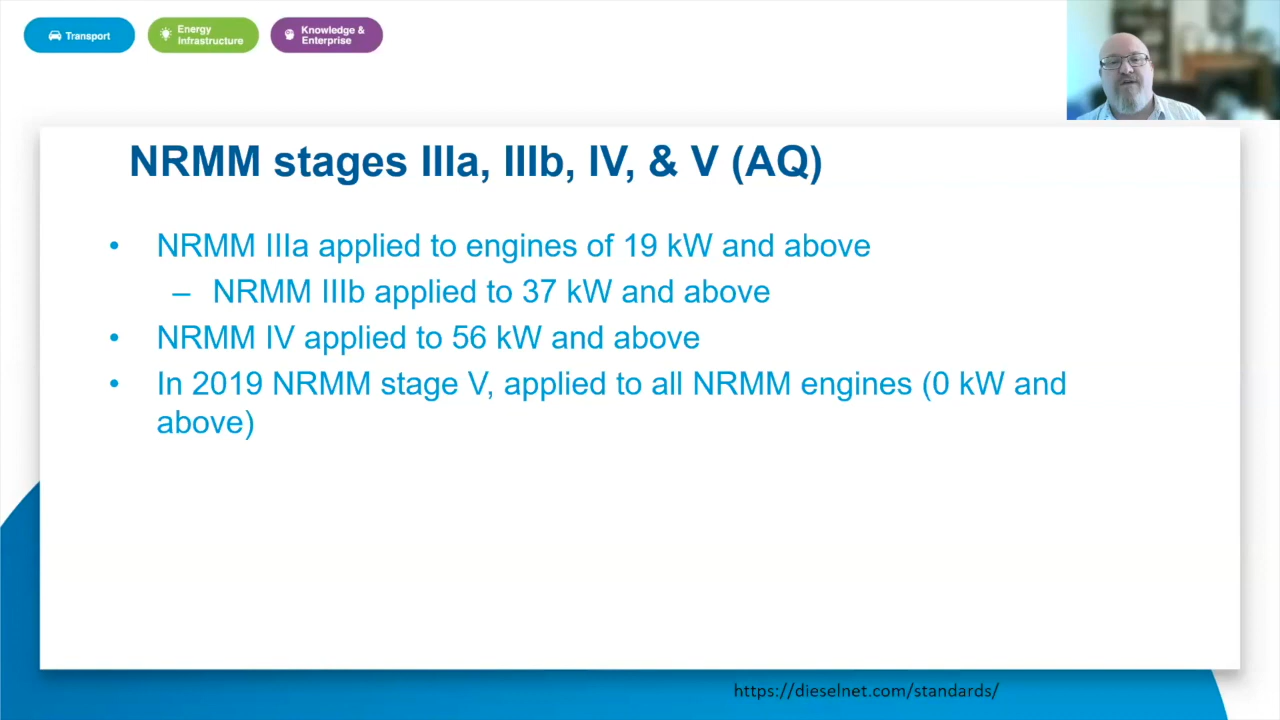 Transport
Energy
Infrastructure
Knowledge &
Enterprise
NRMM stages IIIa, IIIb, IV, & V (AQ)
• NRMM IIIa applied to engines of 19 kW and above
– NRMM IIIb applied to 37 kW and above
• NRMM IV applied to 56 kW and above
• In 2019 NRMM stage V, applied to all NRMM engines (0 kW and
above)
https://dieselnet.com/standards/